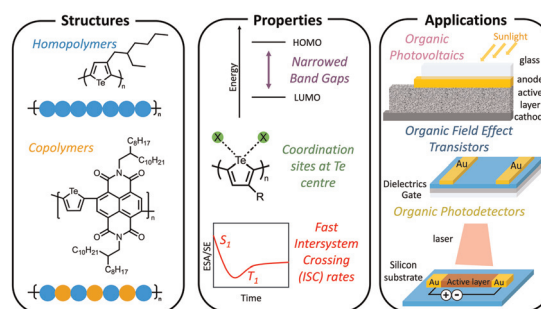 Structures
Homopolymers
Te
n
n
Copolymers
C8H17
C10H21
Te
O
N
O
n
O
N
O
C10H21
C8H17
n
Properties
HOMO
Energy
Narrowed
Band Gaps
LUMO
X
X
Te
n
R
Coordination
sites at Te
centre
ESA/SE
S1
T1
Time
Fast
Intersystem
Crossing
(ISC) rates
Applications
Organic
Photovoltaics
Sunlight
glass
anode
active
layer
cathode
Organic Field Effect
Transistors
Au
Au
Dielectrics
Gate
Organic Photodetectors
laser
Silicon
substrate
Au
Active layer
Au
+
−